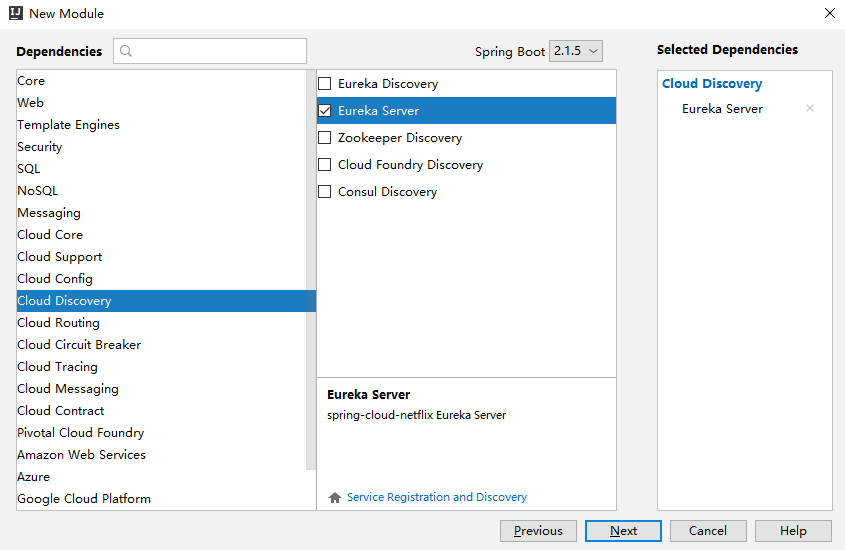 New Module
Dependencies
Spring Boot 2.1.5
Selected Dependencies
Core
Web
Template Engines
Security
SQL
NoSQL
Messaging
Cloud Core
Cloud Support
Cloud Config
Cloud Discovery
Cloud Routing
Cloud Circuit Breaker
Cloud Tracing
Cloud Messaging
Cloud Contract
Pivotal Cloud Foundry
Amazon Web Services
Azure
Google Cloud Platform
Eureka Discovery
Eureka Server
Zookeeper Discovery
Cloud Foundry Discovery
Consul Discovery
Eureka Server
spring-cloud-netflix Eureka Server
Service Registration and Discovery
Cloud Discovery
Eureka Server
Previous
Next
Cancel
Help